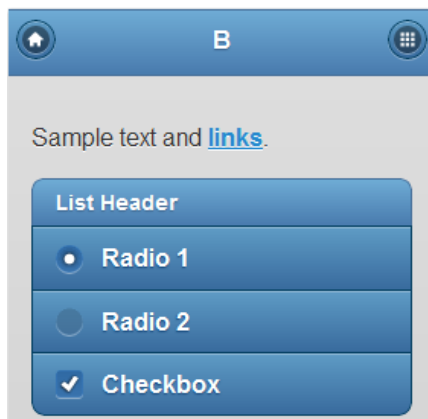 B
Sample text and links.
List Header
Radio 1
Radio 2
Checkbox